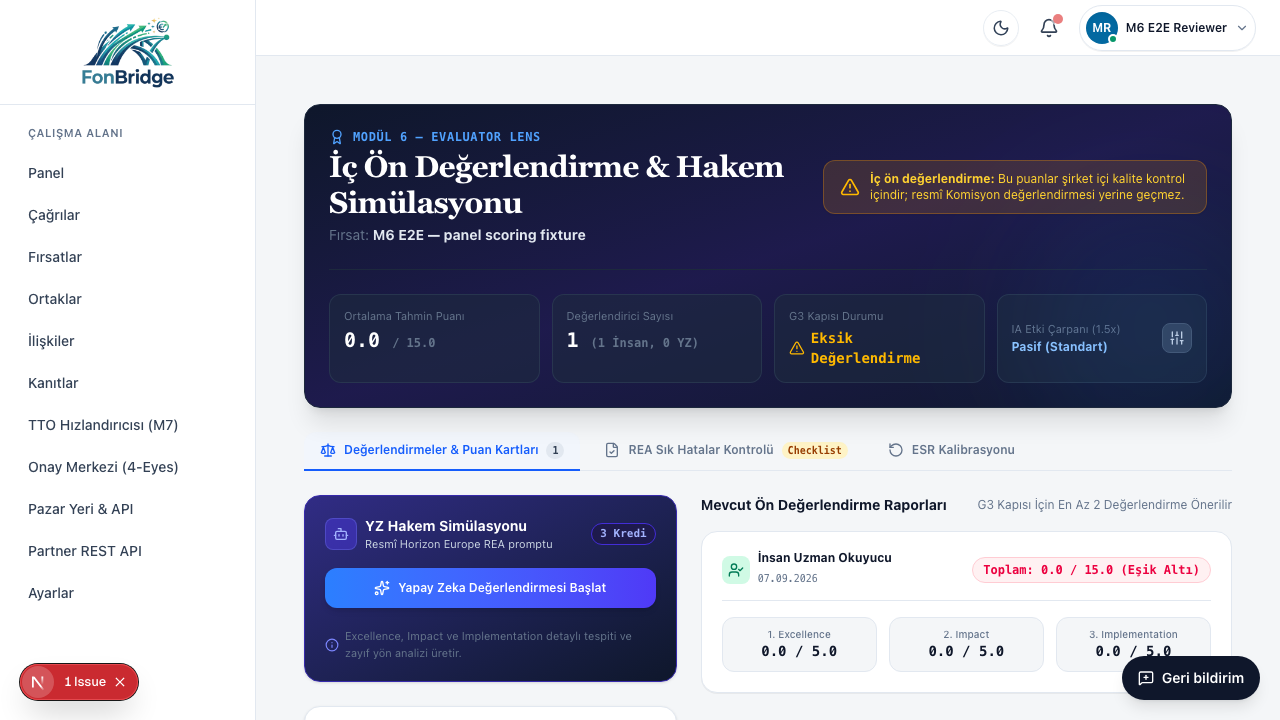 FonBridge
ÇALIŞMA ALANI
Panel
Çağrılar
Fırsatlar
Ortaklar
İlişkiler
Kanıtlar
TTO Hızlandırıcısı (M7)
Onay Merkezi (4-Eyes)
Pazar Yeri & API
Partner REST API
Ayarlar
1 Issue
MR
M6 E2E Reviewer
MODÜL 6 — EVALUATOR LENS
İç Ön Değerlendirme & Hakem
Simülasyonu
Fırsat: M6 E2E — panel scoring fixture
İç ön değerlendirme: Bu puanlar şirket içi kalite kontrol
içindir; resmî Komisyon değerlendirmesi yerine geçmez.
Ortalama Tahmin Puanı
0.0 / 15.0
Değerlendirici Sayısı
1 (1 İnsan, 0 YZ)
G3 Kapısı Durumu
Eksik
Değerlendirme
IA Etki Çarpanı (1.5x)
Pasif (Standart)
Değerlendirmeler & Puan Kartları 1
REA Sık Hatalar Kontrolü Checklist
ESR Kalibrasyonu
YZ Hakem Simülasyonu
Resmî Horizon Europe REA promptu
3 Kredi
Yapay Zeka Değerlendirmesi Başlat
Excellence, Impact ve Implementation detaylı tespiti ve
zayıf yön analizi üretir.
Mevcut Ön Değerlendirme Raporları
G3 Kapısı İçin En Az 2 Değerlendirme Önerilir
İnsan Uzman Okuyucu
07.09.2026
Toplam: 0.0 / 15.0 (Eşik Altı)
1. Excellence
0.0 / 5.0
2. Impact
0.0 / 5.0
3. Implementation
0.0 / 5.0
Geri bildirim